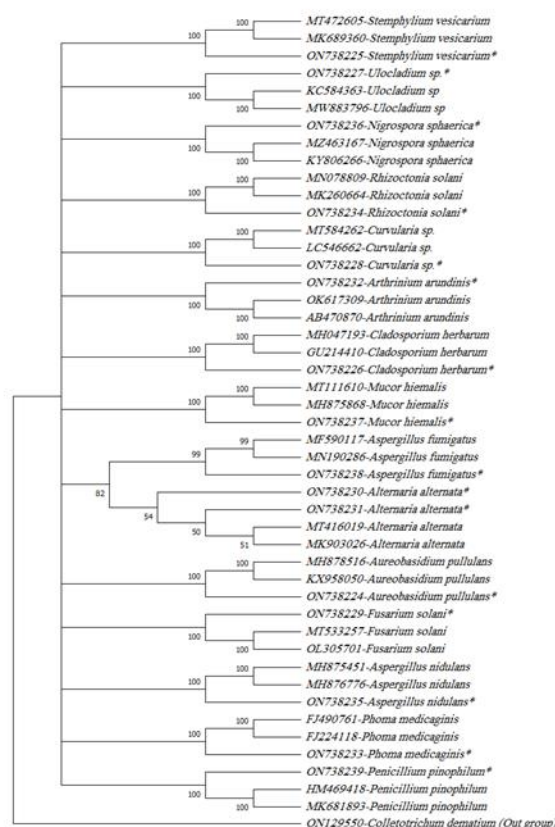 MT472605-Stemphylium vesicarium
100
100
MK689360-Stemphylium vesicarium
ON738225-Stemphylium vesicarium*
ON738227-Ulocladium sp.*
100
KC584363-Ulocladium sp
100
MW883796-Ulocladium sp
ON738236-Nigrospora sphaerica*
100
MZ463167-Nigrospora sphaerica
100
KY806266-Nigrospora sphaerica
MN078809-Rhizoctonia solani
100
MK260664-Rhizoctonia solani
100
ON738234-Rhizoctonia solani*
MT584262-Curvularia sp.
100
100
LC546662-Curvularia sp.
ON738228-Curvularia sp.*
ON738232-Arthrinium arundinis*
100
OK617309-Arthrinium arundinis
100
AB470870-Arthrinium arundinis
MH047193-Cladosporium herbarum
100
100
GU214410-Cladosporium herbarum
ON738226-Cladosporium herbarum*
MT111610-Mucor hiemalis
100
100
MH875868-Mucor hiemalis
ON738237-Mucor hiemalis*
MF590117-Aspergillus fumigatus
99
99
MN190286-Aspergillus fumigatus
ON738238-Aspergillus fumigatus*
82
ON738230-Alternaria alternata*
54
ON738231-Alternaria alternata*
50
MT416019-Alternaria alternata
51
MK903026-Alternaria alternata
MH878516-Aureobasidium pullulans
100
100
KX958050-Aureobasidium pullulans
ON738224-Aureobasidium pullulans*
ON738229-Fusarium solani*
100
MT533257-Fusarium solani
100
OL305701-Fusarium solani
MH875451-Aspergillus nidulans
100
100
MH876776-Aspergillus nidulans
ON738235-Aspergillus nidulans*
FJ490761-Phoma medicaginis
100
100
FJ224118-Phoma medicaginis
ON738233-Phoma medicaginis*
ON738239-Penicillium pinophilum*
100
HM469418-Penicillium pinophilum
100
MK681893-Penicillium pinophilum
ON129550-Colletotrichum dematium (Out group)